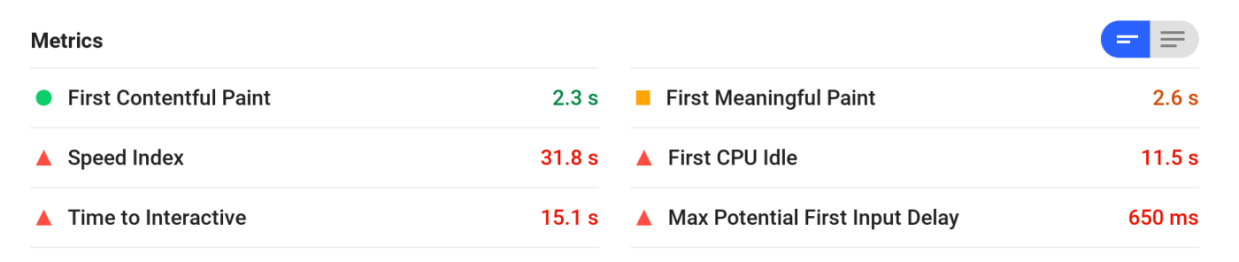 Metrics
First Contentful Paint 2.3 s
First Meaningful Paint 2.6 s
Speed Index 31.8 s
First CPU Idle 11.5 s
Time to Interactive 15.1 s
Max Potential First Input Delay 650 ms